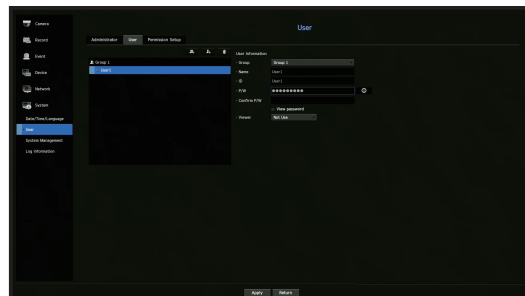 User
Camera
Record
Event
Device
Network
System
Date/Time/Language
User
System Management
Log Information
Administrator User Permission Setup
Group 1
User1
User Information
· Group Group 1
· Name User1
· ID User1
· P/W ●●●●●●●●●
· Confirm P/W
View password
· Viewer Not Use
Apply Return